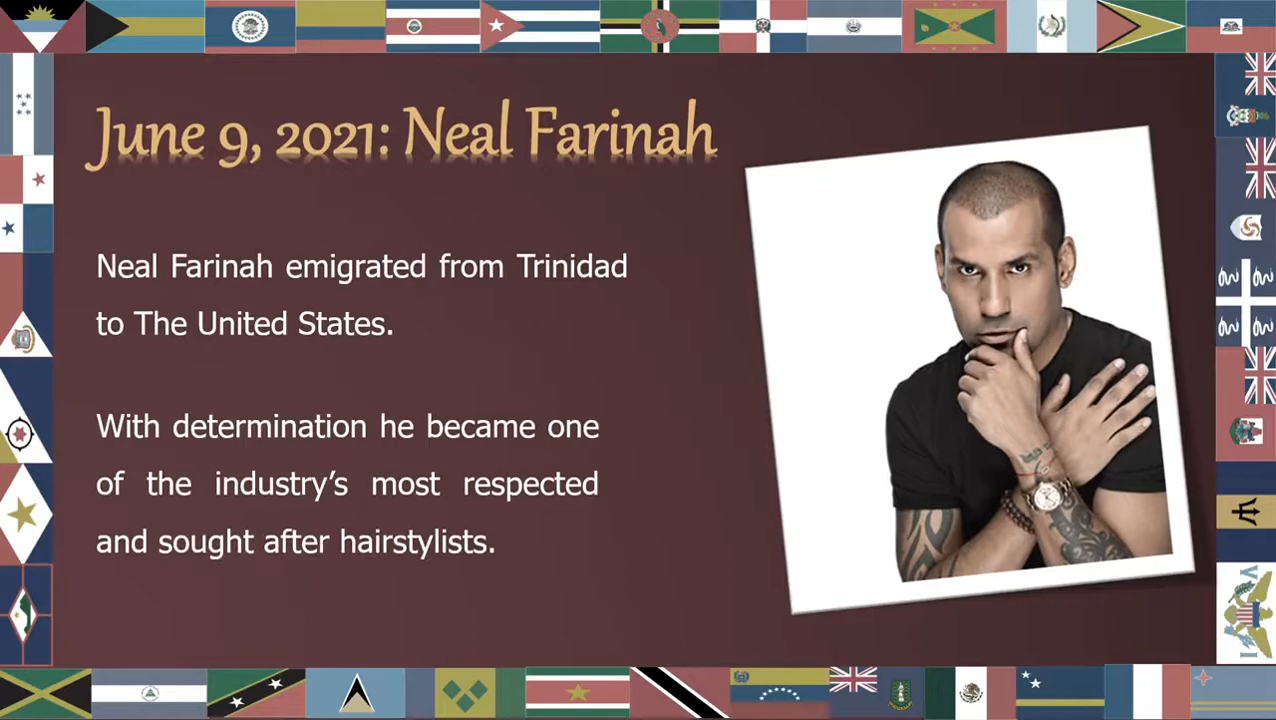 June 9, 2021: Neal Farinah
Neal Farinah emigrated from Trinidad
to The United States.
With determination he became one
of the industry’s most respected
and sought after hairstylists.
V I